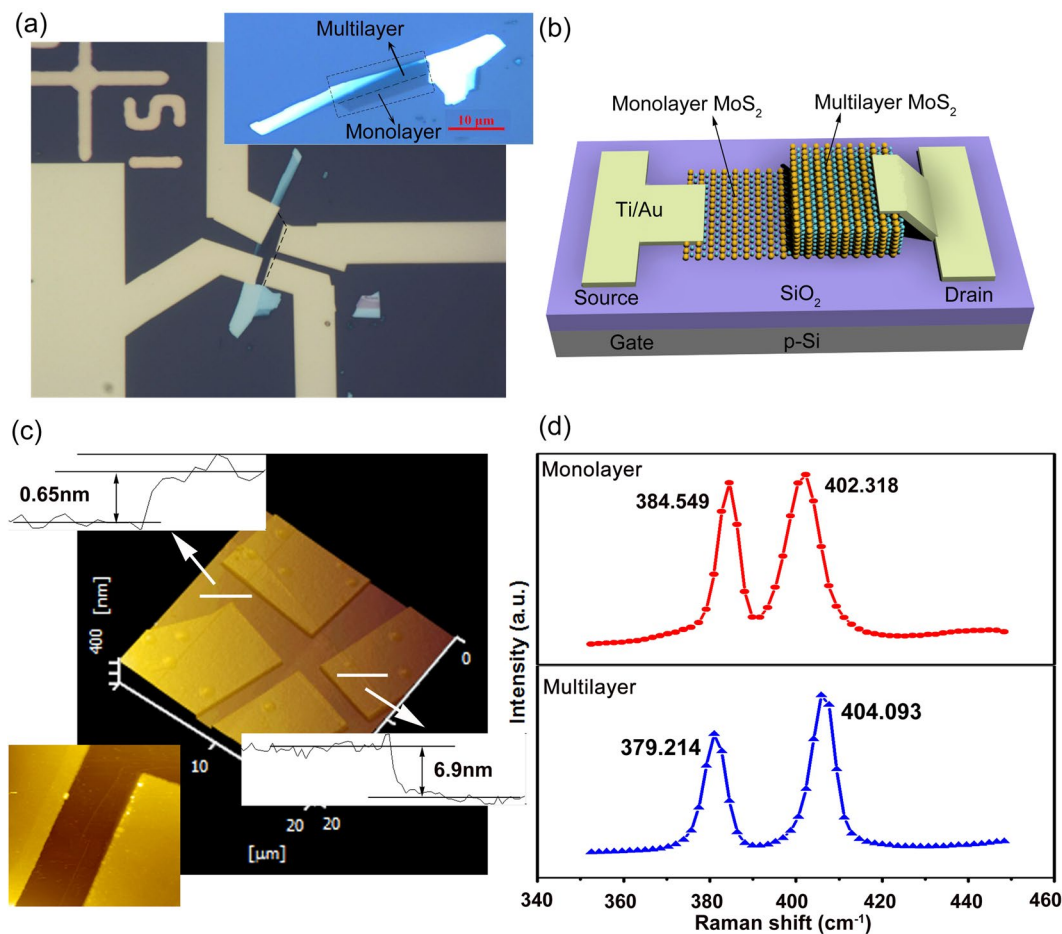 (a)
Multilayer
Monolayer
10 μm
IS
(b)
Monolayer MoS₂
Multilayer MoS₂
Ti/Au
Source
SiO₂
Drain
Gate
p-Si
(c)
0.65nm
400 [nm]
0
10
6.9nm
20 20
[μm]
(d)
Monolayer
384.549
402.318
Multilayer
379.214
404.093
Intensity (a.u.)
340 360 380 400 420 440 460
Raman shift (cm⁻¹)